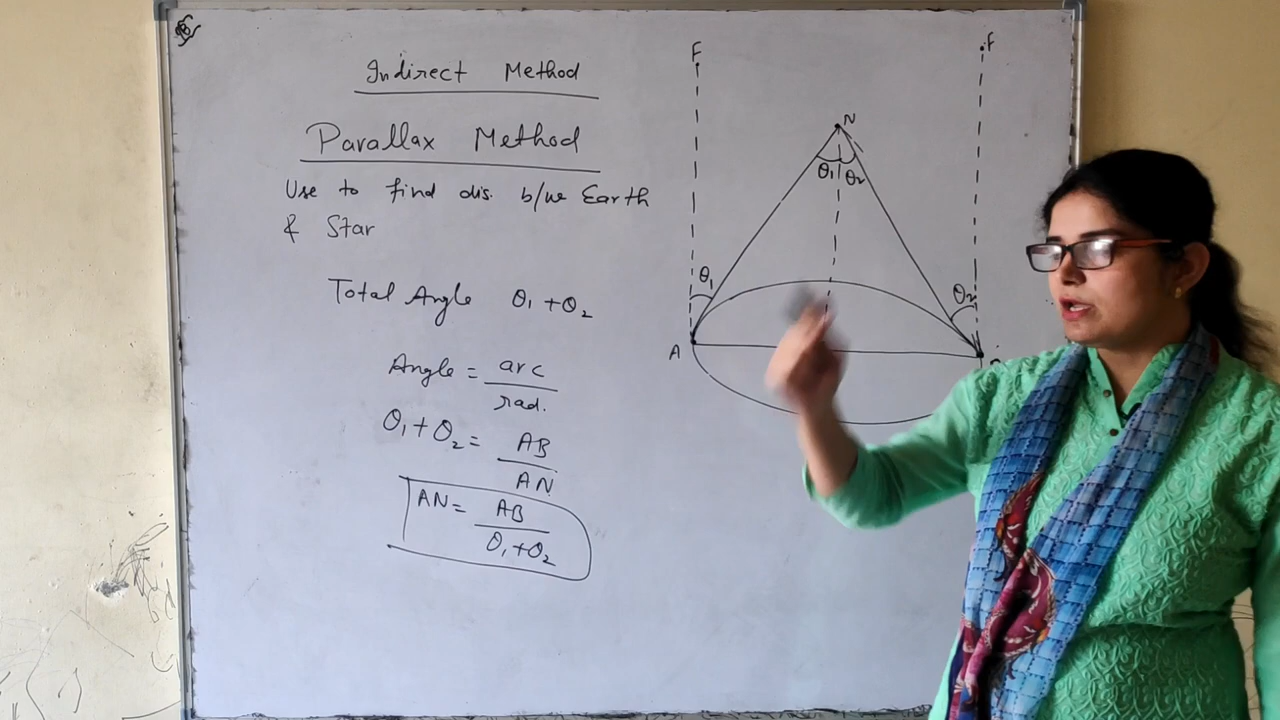 Indirect Method
Parallax Method
Use to find dis. b/w Earth
& Star
Total Angle θ₁ + θ₂
Angle = arc
rad.
θ₁ + θ₂ = AB
AN
AN = AB
θ₁+θ₂
F
F
N
θ₁ θ₂
θ₁
θ₂
A